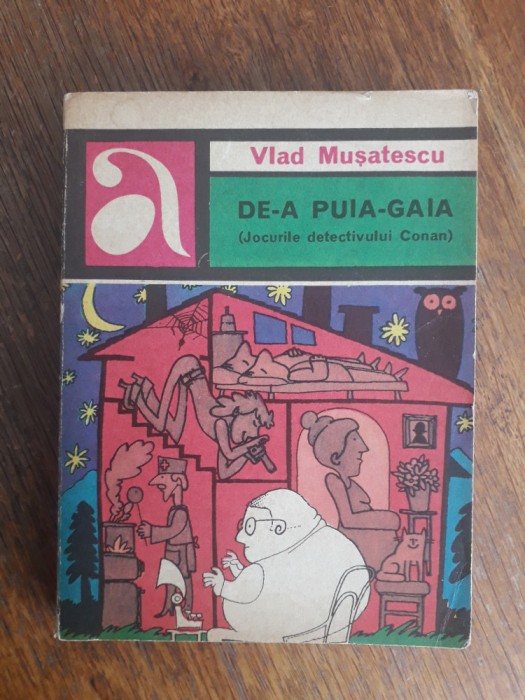 a
Vlad Mușatescu
DE-A PUIA-GAIA
(Jocurile detectivului Conan)